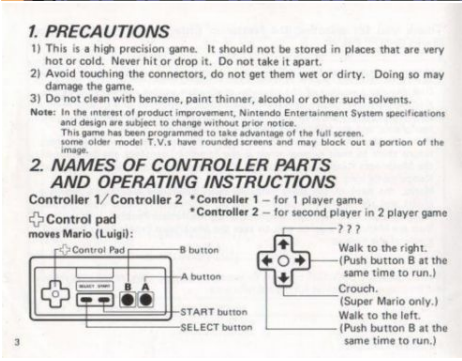 1. PRECAUTIONS
1) This is a high precision game. It should not be stored in places that are very
hot or cold. Never hit or drop it. Do not take it apart.
2) Avoid touching the connectors, do not get them wet or dirty. Doing so may
damage the game.
3) Do not clean with benzene, paint thinner, alcohol or other such solvents.
Note: In the interest of product improvement, Nintendo Entertainment System specifications
and design are subject to change without prior notice.
This game has been programmed to take advantage of the full screen.
some older model T,V,s have rounded screens and may block out a portion of the
image.
2. NAMES OF CONTROLLER PARTS
AND OPERATING INSTRUCTIONS
Controller 1/Controller 2 *Controller 1 – for 1 player game
*Controller 2 – for second player in 2 player game
Control pad
moves Mario (Luigi):
Control Pad
B button
A button
SELECT START
B A
START button
SELECT button
???
Walk to the right.
(Push button B at the
same time to run.)
Crouch.
(Super Mario only.)
Walk to the left.
(Push button B at the
same time to run.)
3